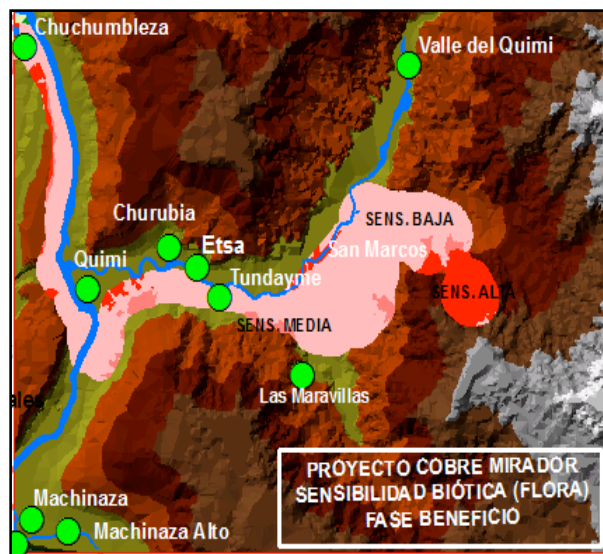 Chuchumbleza
Valle del Quimi
Churubia
Etsa
SENS. BAJA
San Marcos
Quimi
Tundayme
SENS. ALTA
SENS. MEDIA
Las Maravillas
ales
Machinaza
Machinaza Alto
PROYECTO COBRE MIRADOR
SENSIBILIDAD BIÓTICA (FLORA)
FASE BENEFICIO